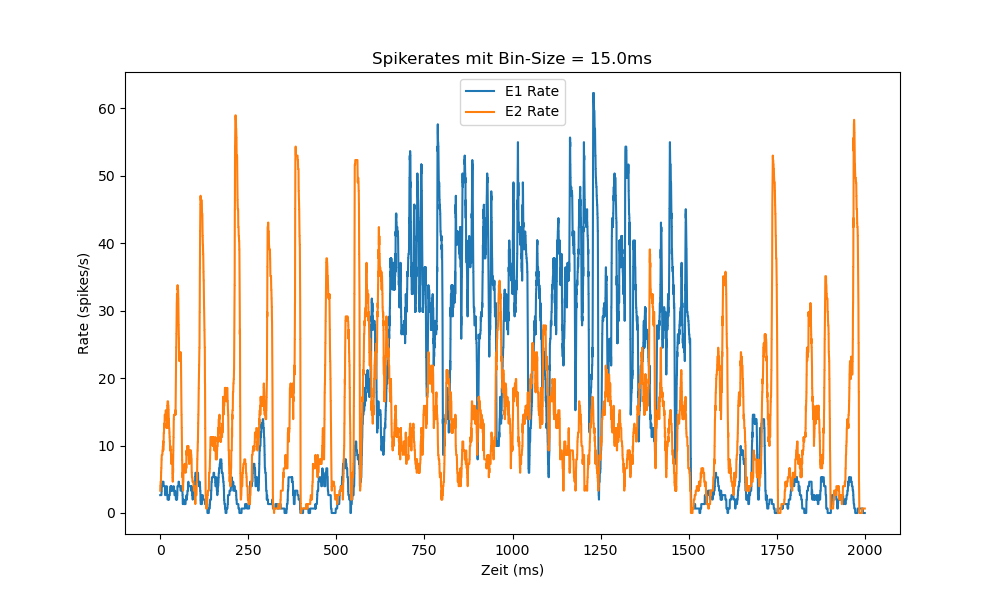 Spikerates mit Bin-Size = 15.0ms
E1 Rate
E2 Rate
Rate (spikes/s)
60
50
40
30
20
10
0
0 250 500 750 1000 1250 1500 1750 2000
Zeit (ms)